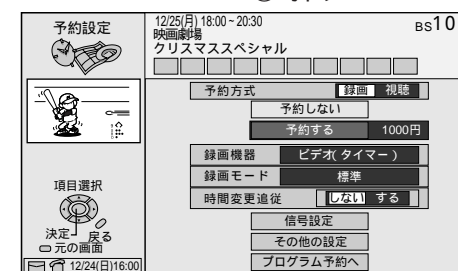 予約設定
12/25(月) 18:00~20:30
BS10
映画劇場
クリスマススペシャル
予約方式 録画 視聴
予約しない
予約する 1000円
録画機器 ビデオ(タイマー)
録画モード 標準
時間変更追従 しない する
信号設定
その他の設定
プログラム予約へ
項目選択
決定 戻る
元の画面
12/24(日)16:00